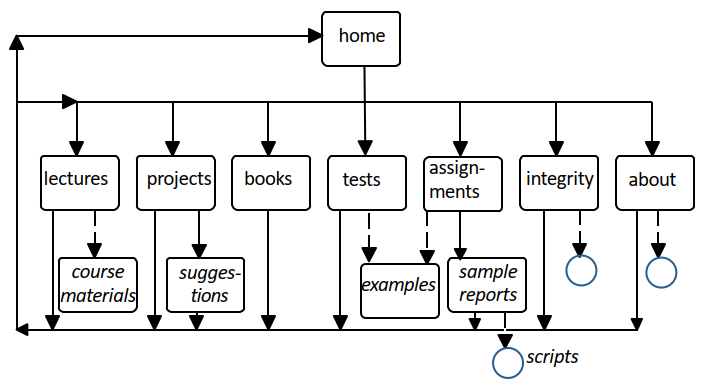 home
lectures
projects
books
tests
assign-
ments
integrity
about
course
materials
sugges-
tions
examples
sample
reports
scripts